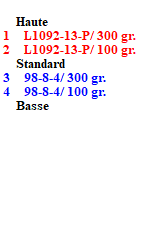 Haute
1 L1092-13-P/ 300 gr.
2 L1092-13-P/ 100 gr.
Standard
3 98-8-4/ 300 gr.
4 98-8-4/ 100 gr.
Basse